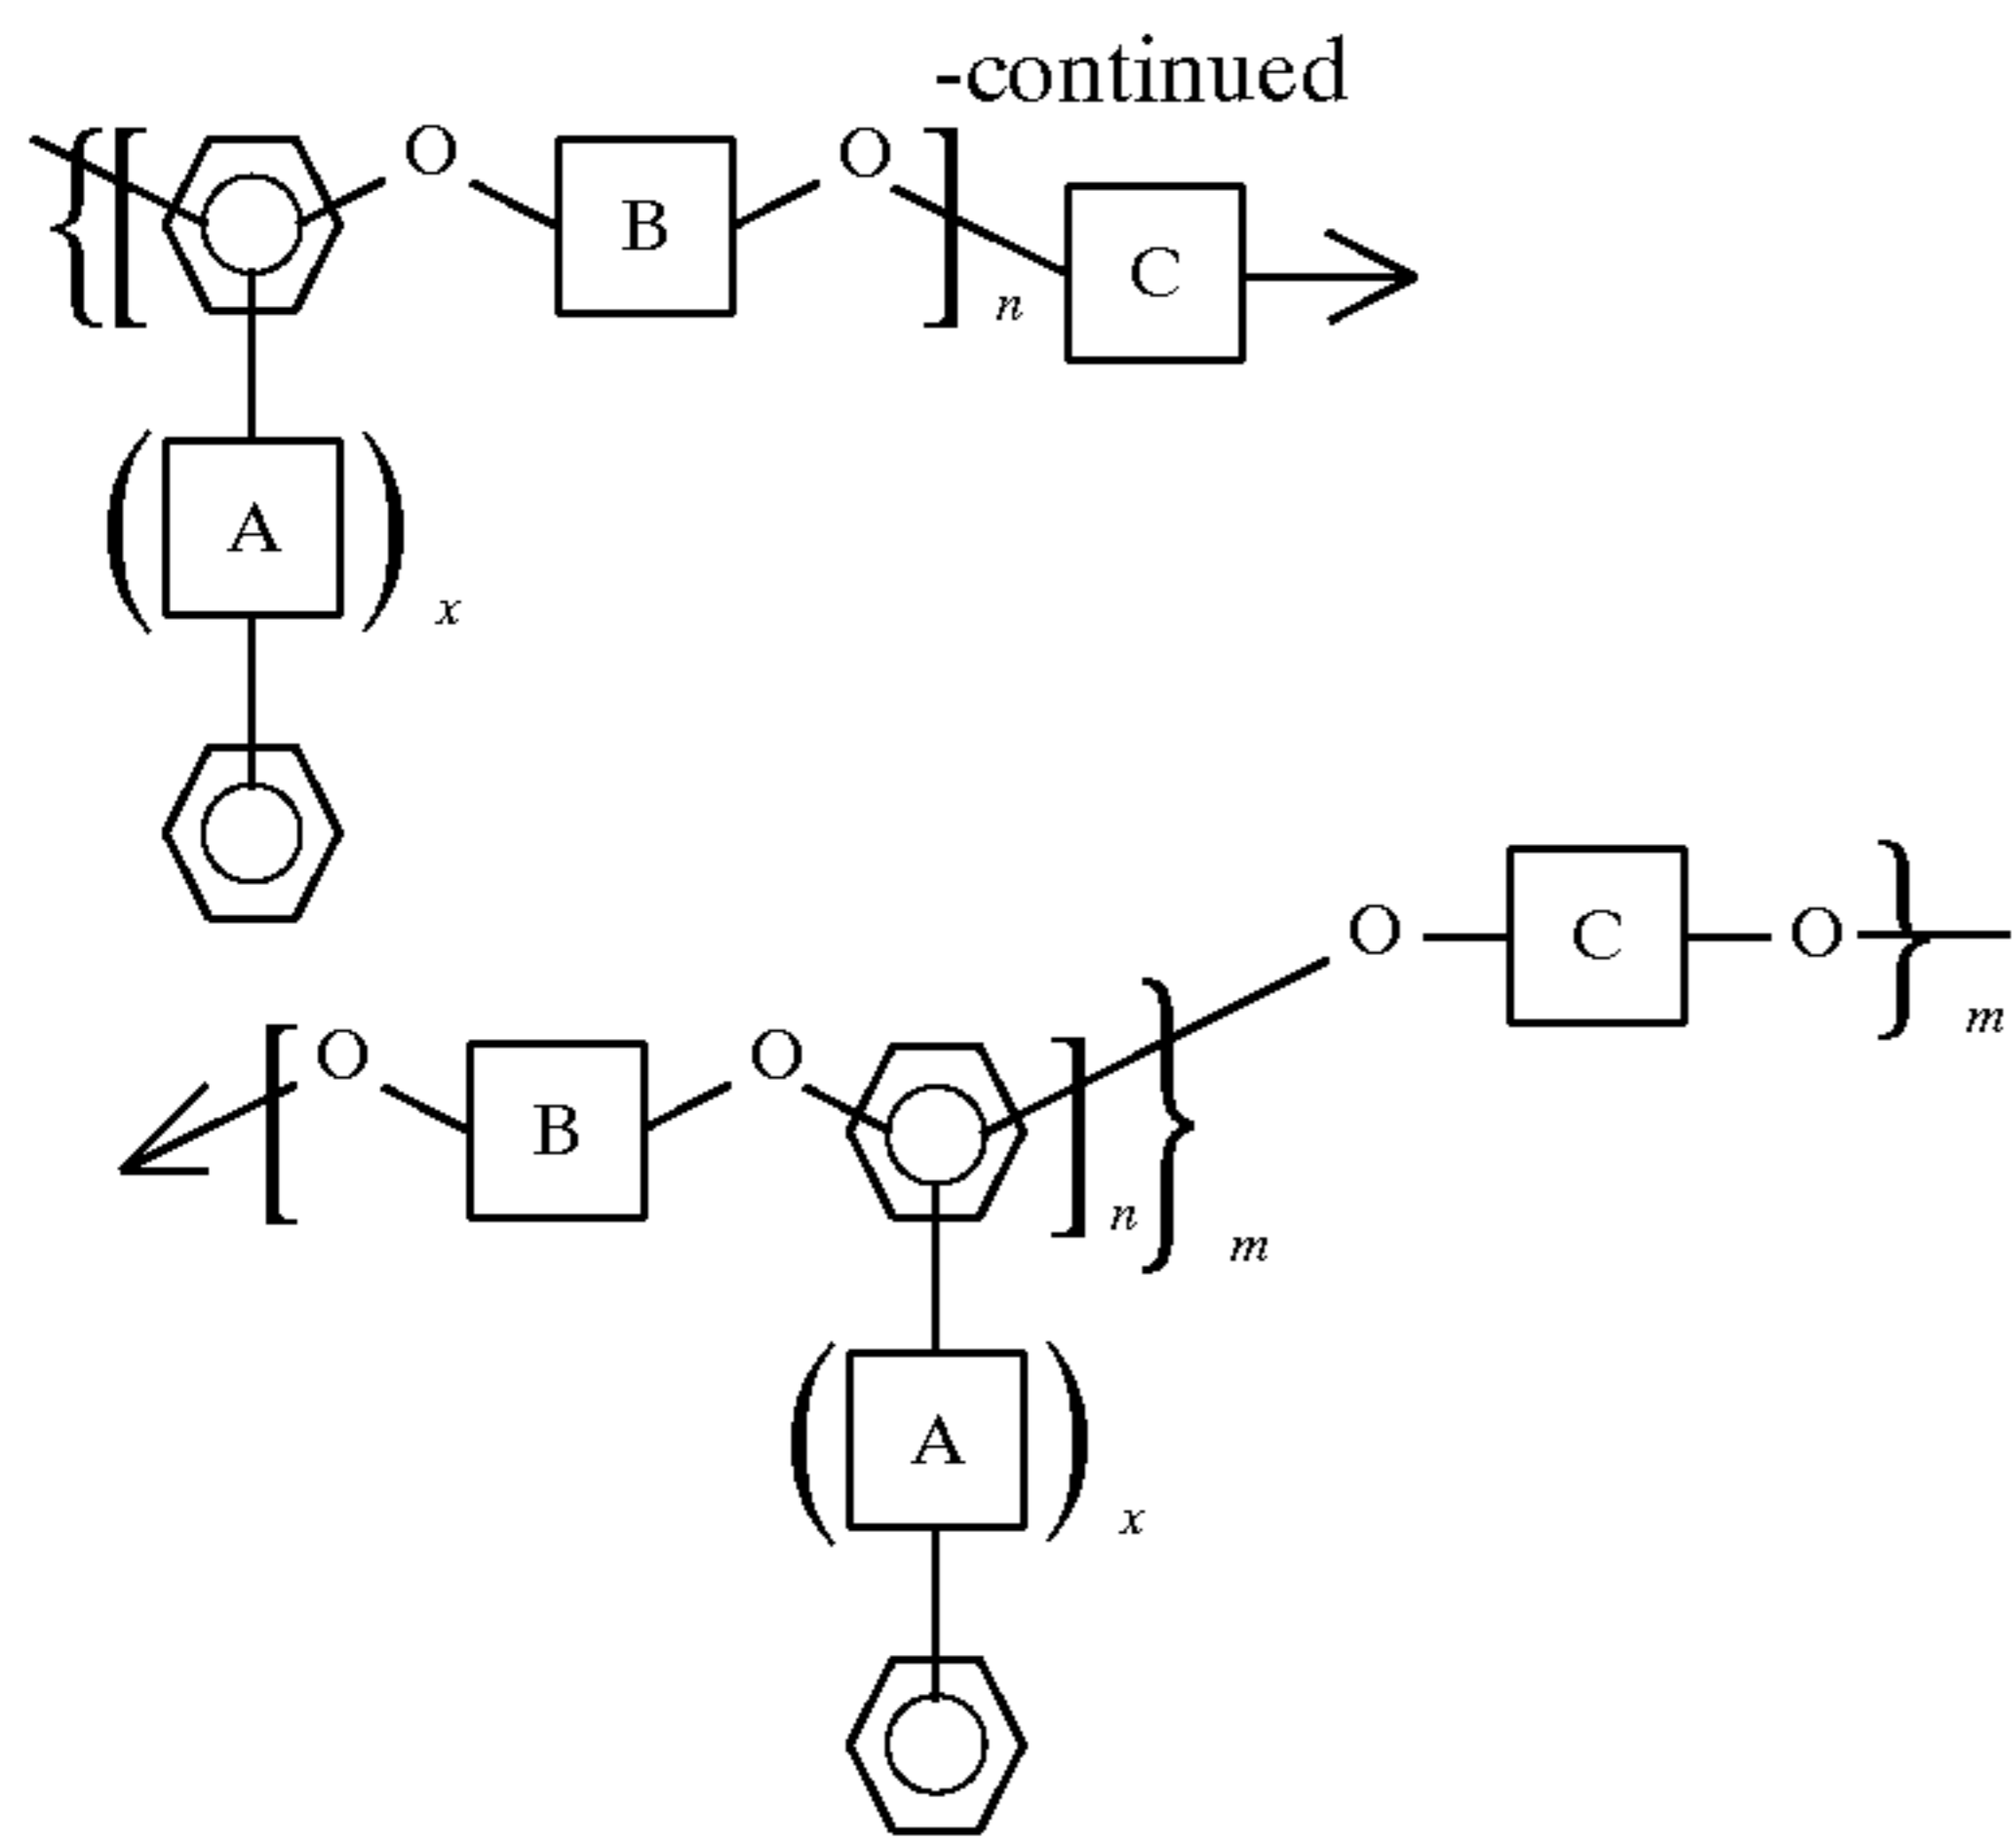 -continued
O B O n C
A x
O C O m
O B O n m
A x